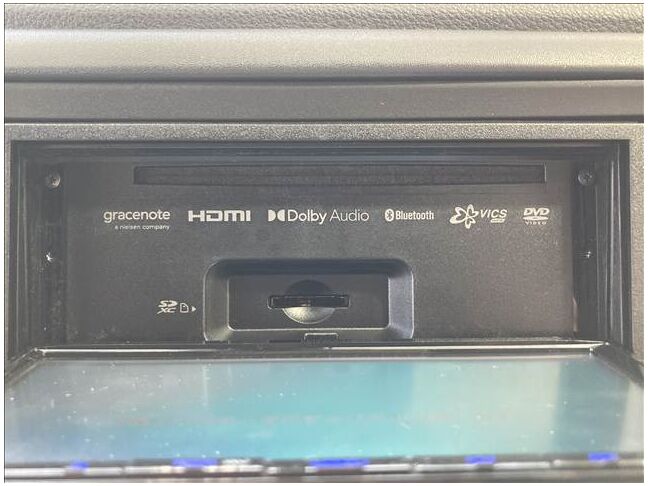 gracenote
a nielsen company
HDMI
Dolby Audio
Bluetooth
VICS
DVD
VIDEO
SD
XC